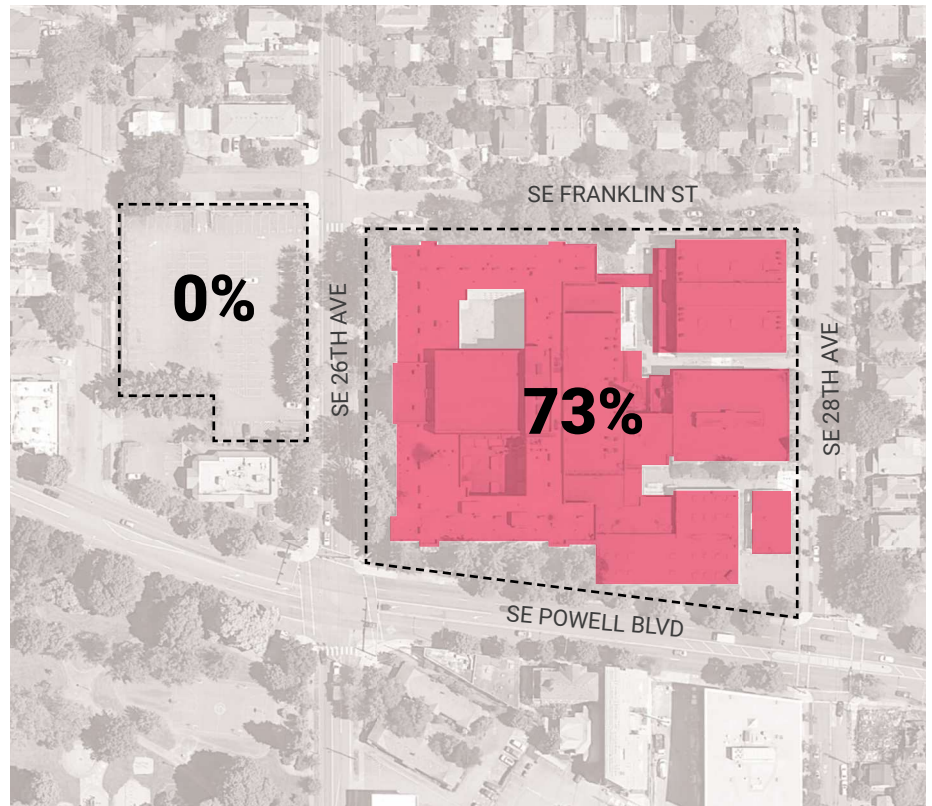 SE FRANKLIN ST
0%
SE 26TH AVE
73%
SE 28TH AVE
SE POWELL BLVD